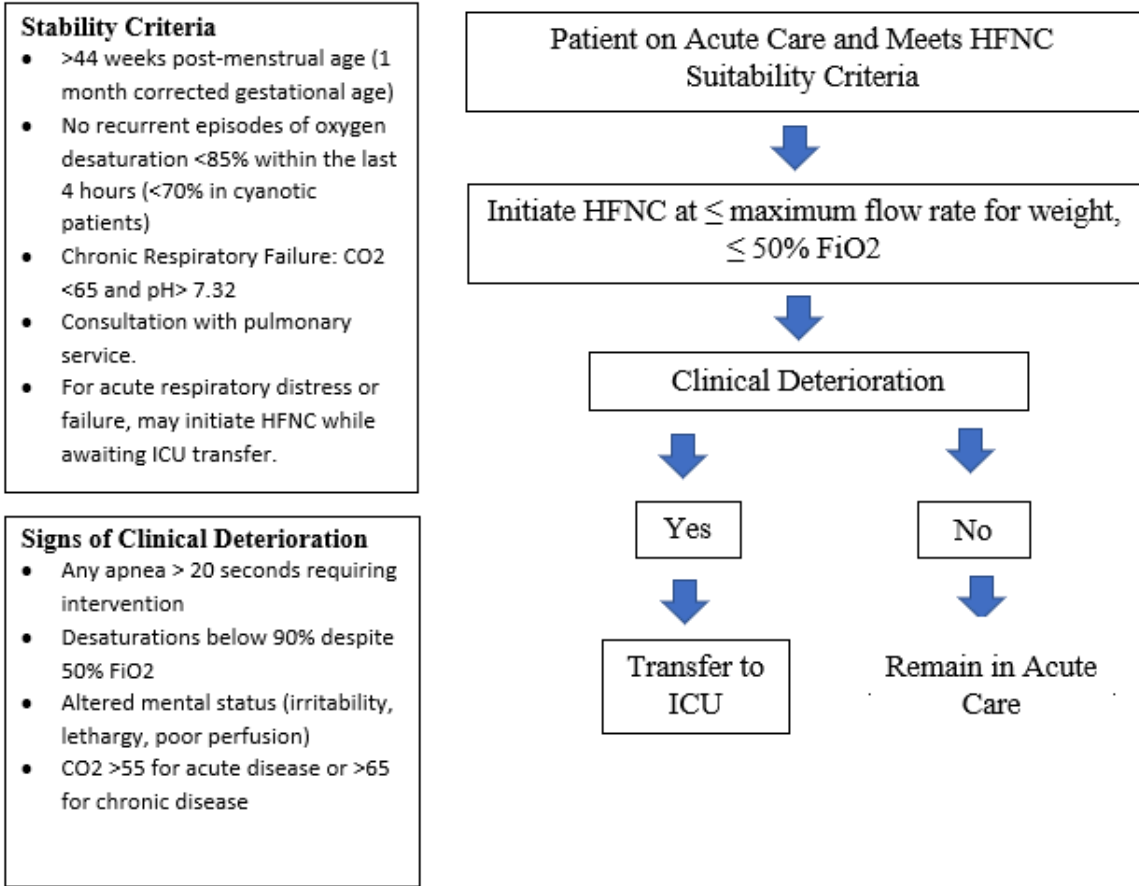 Stability Criteria
• >44 weeks post-menstrual age (1
month corrected gestational age)
• No recurrent episodes of oxygen
desaturation <85% within the last
4 hours (<70% in cyanotic
patients)
• Chronic Respiratory Failure: CO2
<65 and pH> 7.32
• Consultation with pulmonary
service.
• For acute respiratory distress or
failure, may initiate HFNC while
awaiting ICU transfer.
Signs of Clinical Deterioration
• Any apnea > 20 seconds requiring
intervention
• Desaturations below 90% despite
50% FiO2
• Altered mental status (irritability,
lethargy, poor perfusion)
• CO2 >55 for acute disease or >65
for chronic disease
Patient on Acute Care and Meets HFNC
Suitability Criteria
Initiate HFNC at ≤ maximum flow rate for weight,
≤ 50% FiO2
Clinical Deterioration
Yes
No
Transfer to
ICU
Remain in Acute
Care